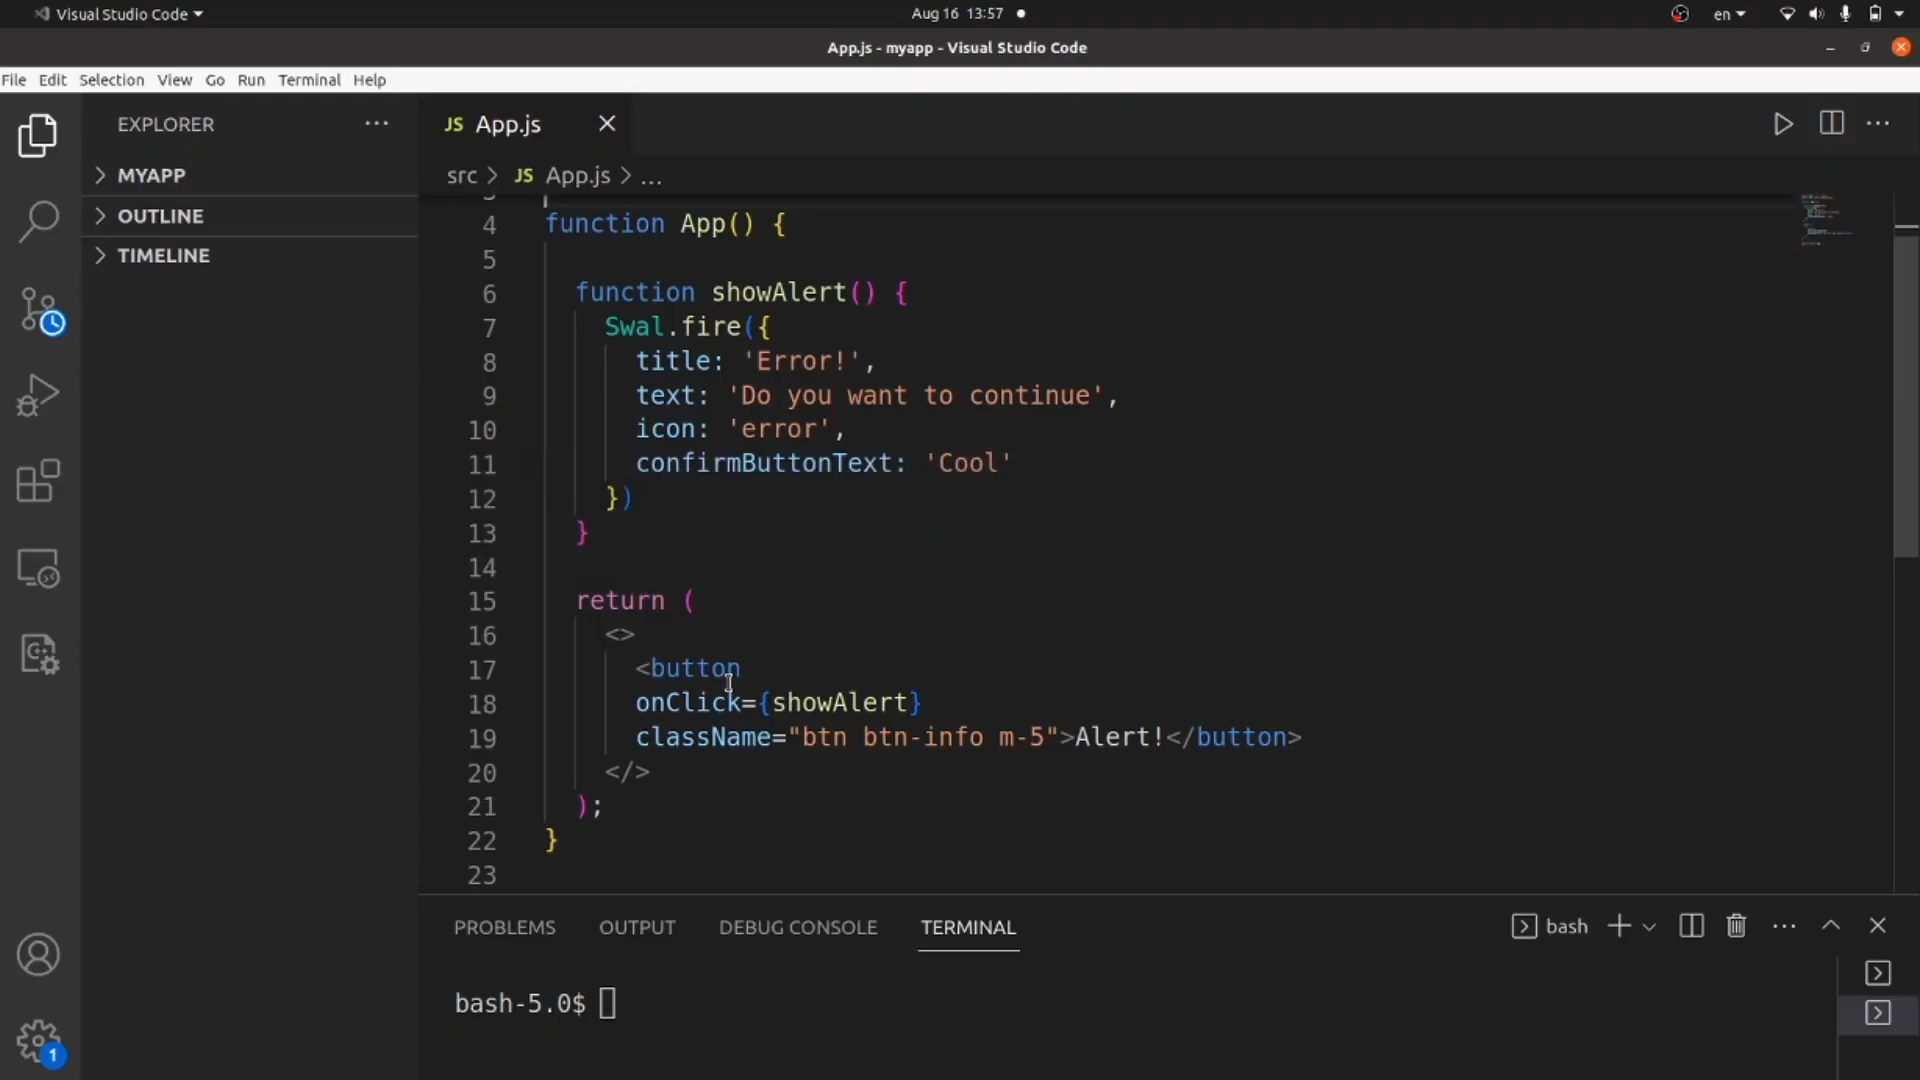 Visual Studio Code
Aug 16 13:57
en
App.js - myapp - Visual Studio Code
File Edit Selection View Go Run Terminal Help
EXPLORER
MYAPP
OUTLINE
TIMELINE
1
JS App.js
src > JS App.js > ...
3
4 function App() {
5
6 function showAlert() {
7 Swal.fire({
8 title: 'Error!',
9 text: 'Do you want to continue',
10 icon: 'error',
11 confirmButtonText: 'Cool'
12 })
13 }
14
15 return (
16 <>
17 <button
18 onClick={showAlert}
19 className="btn btn-info m-5">Alert!</button>
20 </>
21 );
22 }
23
PROBLEMS OUTPUT DEBUG CONSOLE TERMINAL
bash
bash-5.0$